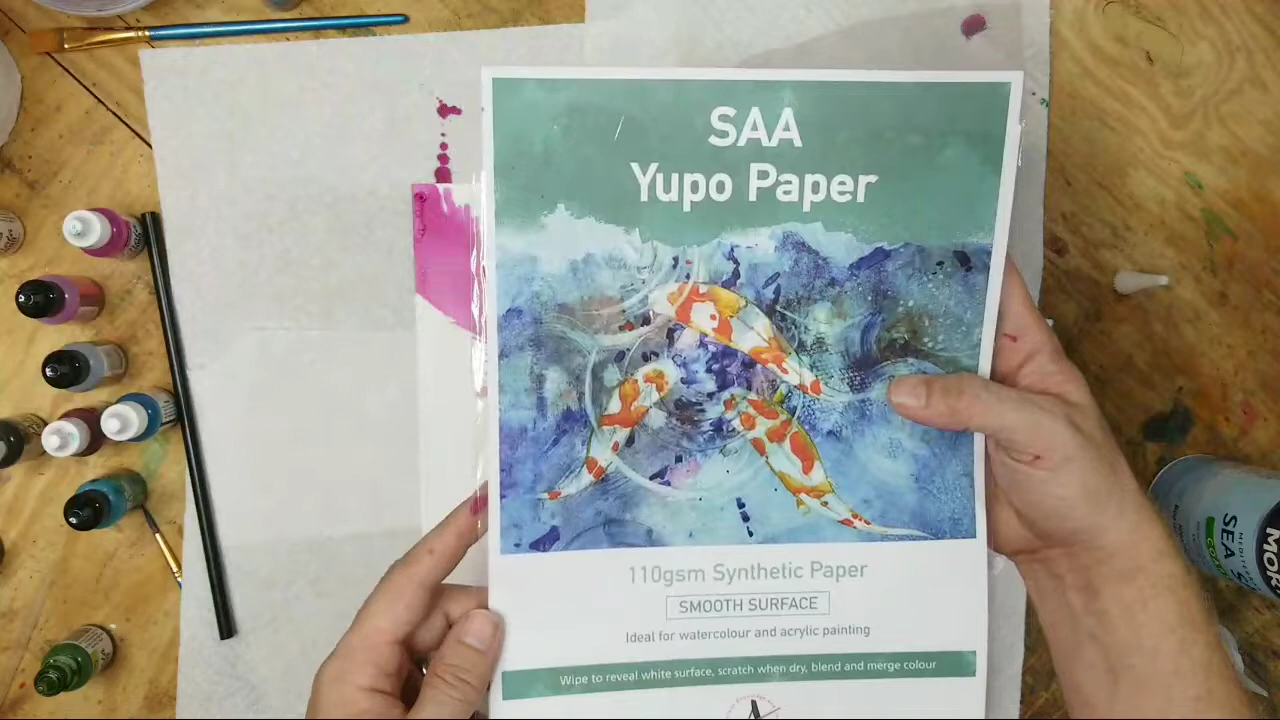 SAA
Yupo Paper
110gsm Synthetic Paper
SMOOTH SURFACE
Ideal for watercolour and acrylic painting
Wipe to reveal white surface, scratch when dry, blend and merge colour
SEA